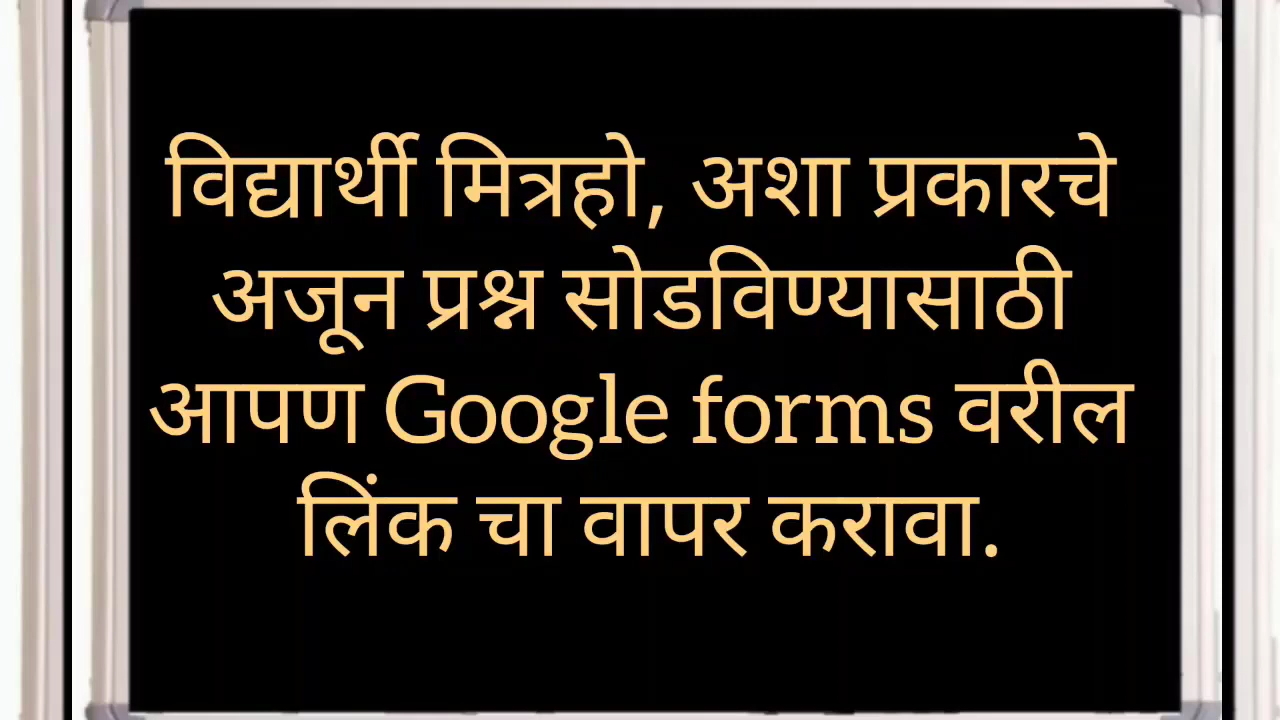 विद्यार्थी मित्रहो, अशा प्रकारचे
अजून प्रश्न सोडविण्यासाठी
आपण Google forms वरील
लिंक चा वापर करावा.